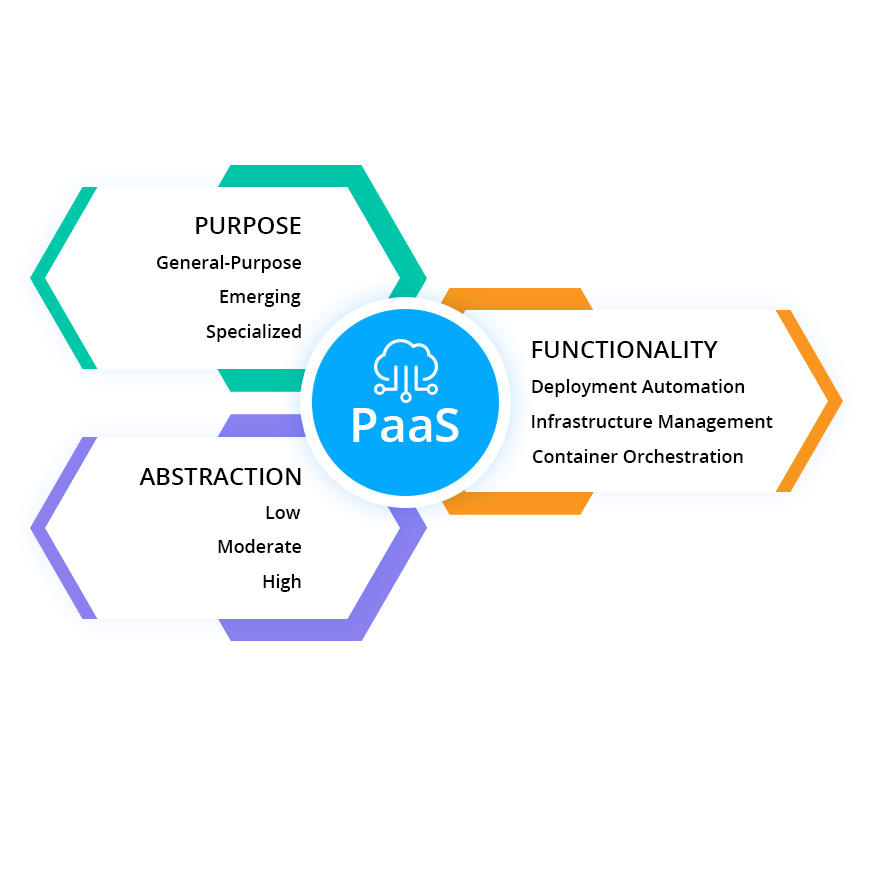 PURPOSE
General-Purpose
Emerging
Specialized
PaaS
FUNCTIONALITY
Deployment Automation
Infrastructure Management
Container Orchestration
ABSTRACTION
Low
Moderate
High